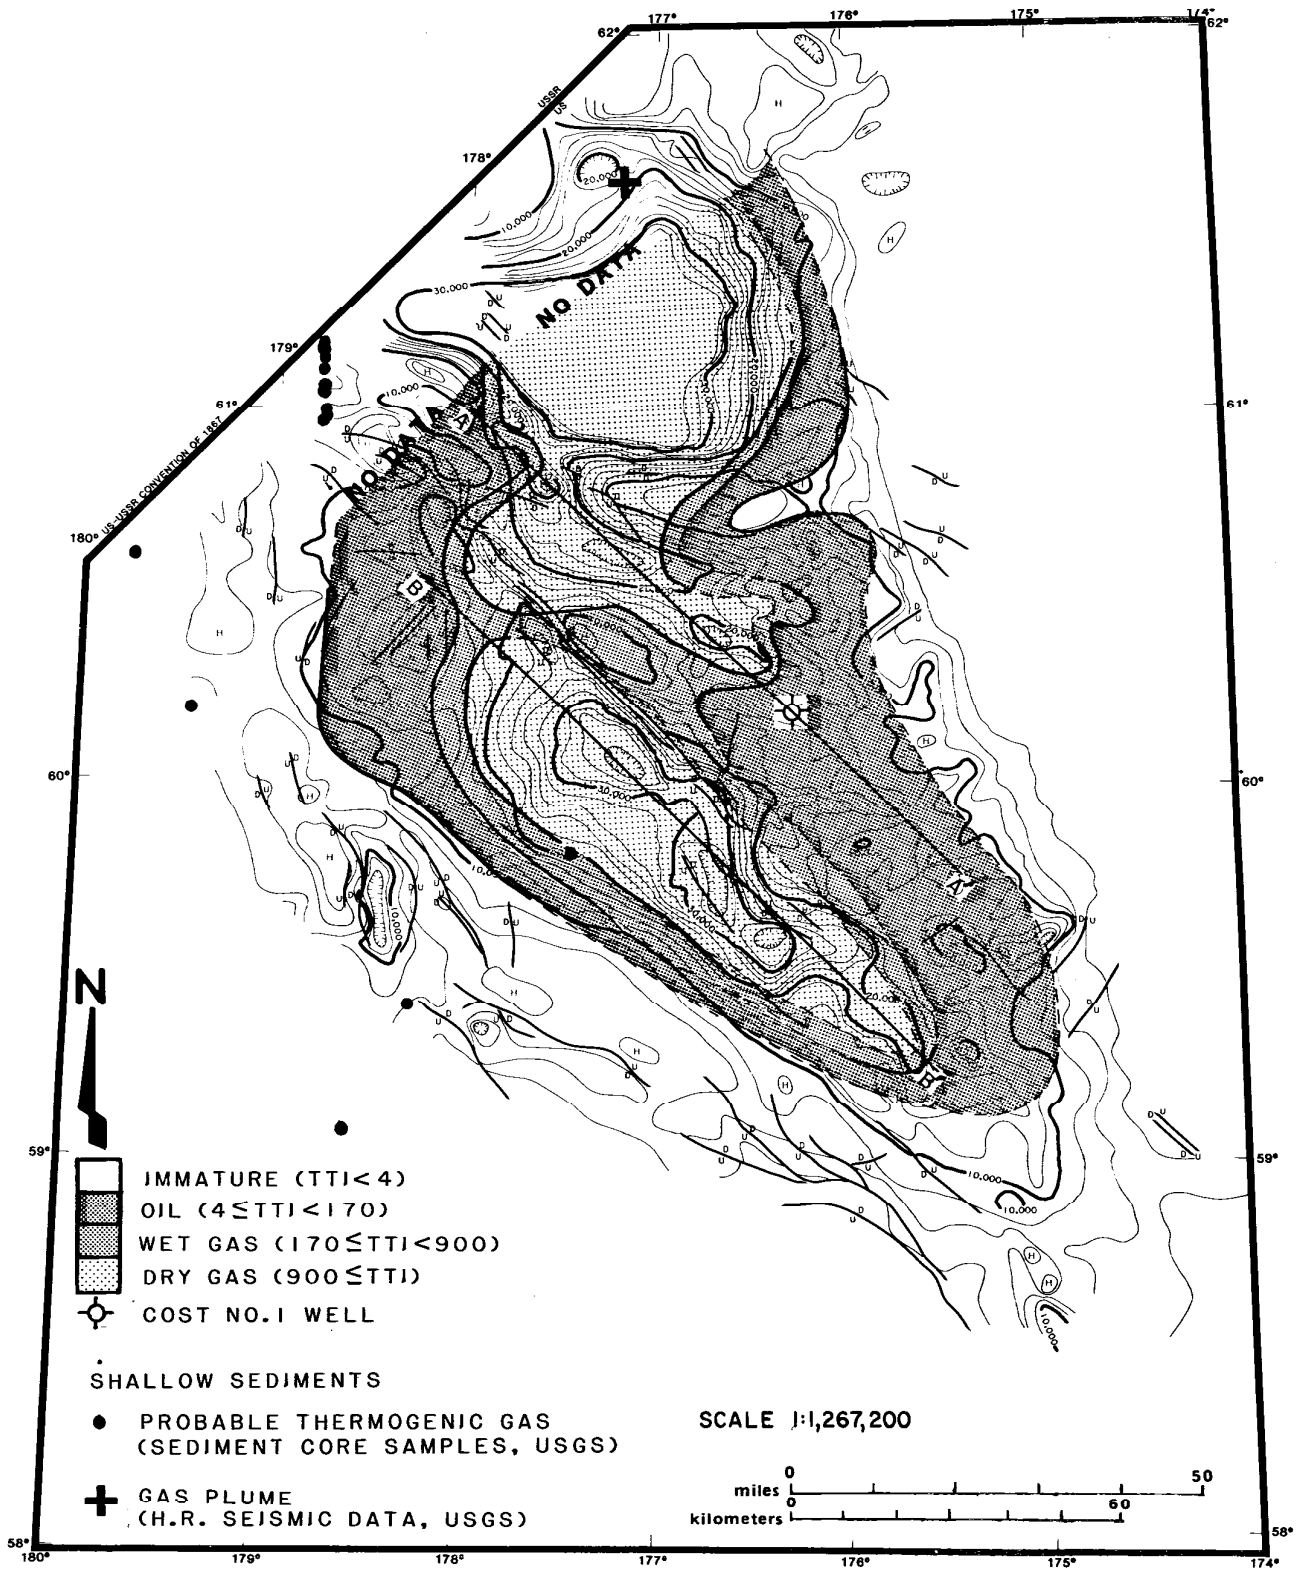 177°
176°
175°
174°
62°
62°
USSR
US
H
178°
20,000
10,000
20,000
H
30,000
NO DATA
179°
61°
61°
10,000
NO DATA
A
US-USSR CONVENTION OF 1867
180°
B
H
20,000
H
60°
60°
30,000
H
H
10,000
A'
H
20,000
N
H
B'
H
59°
59°
10,000
10,000
IMMATURE (TTI<4)
OIL (4≤TTI<170)
WET GAS (170≤TTI<900)
DRY GAS (900≤TTI)
COST NO.1 WELL
H
H
10,000
SHALLOW SEDIMENTS
PROBABLE THERMOGENIC GAS
(SEDIMENT CORE SAMPLES, USGS)
SCALE 1:1,267,200
GAS PLUME
(H.R. SEISMIC DATA, USGS)
0 50
miles
0 60
kilometers
58°
58°
180°
179°
178°
177°
176°
175°
174°